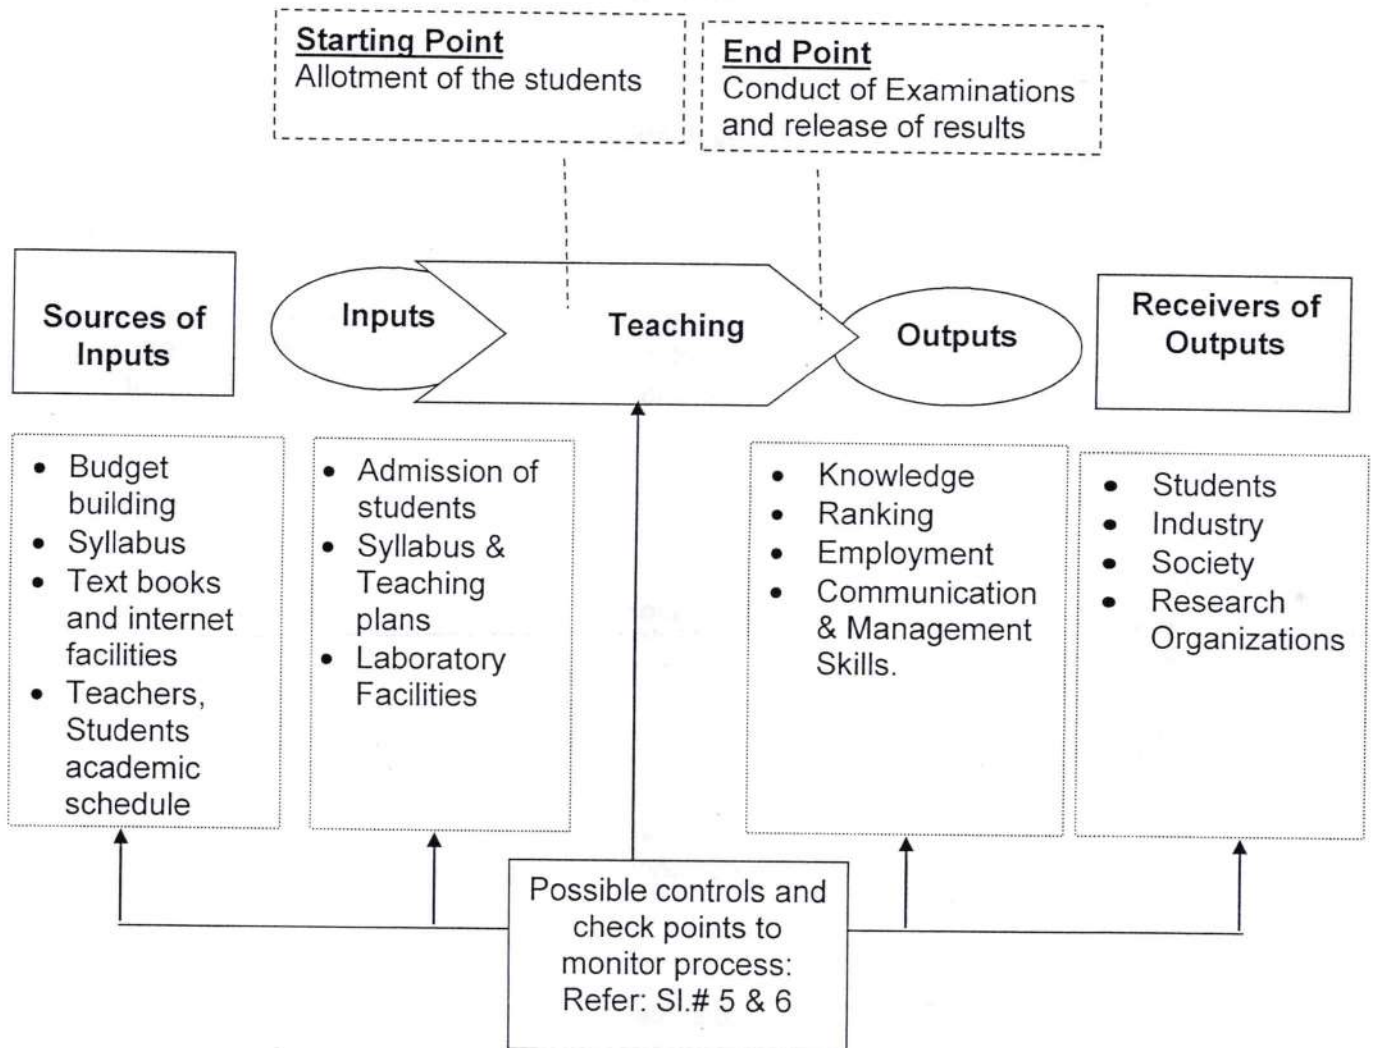 Starting Point
Allotment of the students
End Point
Conduct of Examinations
and release of results
Sources of
Inputs
Inputs
Teaching
Outputs
Receivers of
Outputs
• Budget
building
• Syllabus
• Text books
and internet
facilities
• Teachers,
Students
academic
schedule
• Admission of
students
• Syllabus &
Teaching
plans
• Laboratory
Facilities
• Knowledge
• Ranking
• Employment
• Communication
& Management
Skills.
• Students
• Industry
• Society
• Research
Organizations
Possible controls and
check points to
monitor process:
Refer: Sl.# 5 & 6